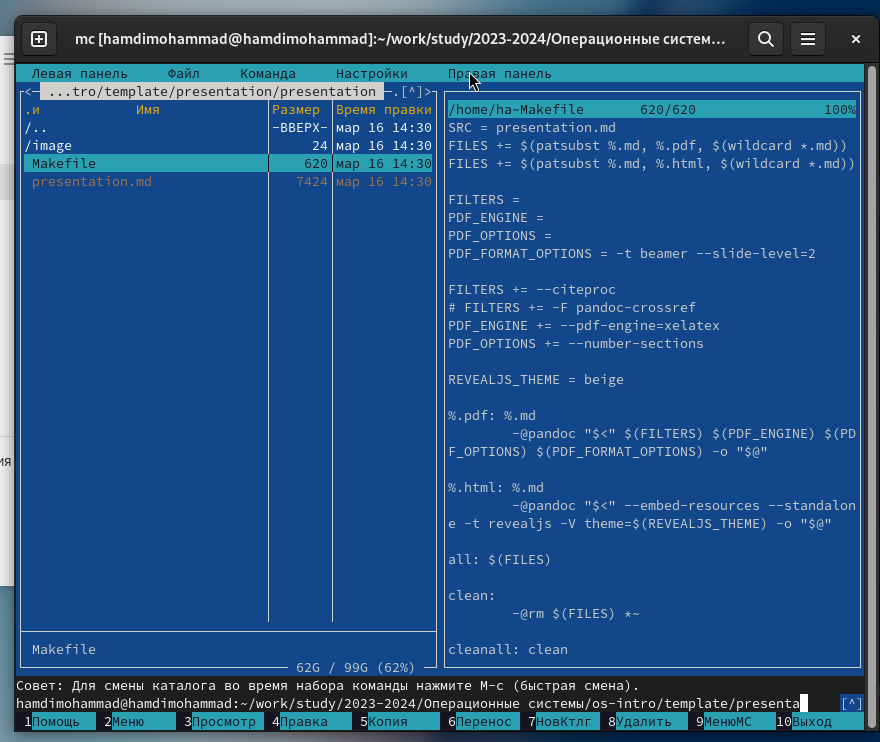 mc [hamdimohammad@hamdimohammad]:~/work/study/2023-2024/Операционные систем...
Левая панель Файл Команда Настройки Правая панель
<— ...tro/template/presentation/presentation —.[^]>
.и Имя Размер Время правки
/.. -ВВЕРХ- мар 16 14:30
/image 24 мар 16 14:30
Makefile 620 мар 16 14:30
presentation.md 7424 мар 16 14:30
Makefile
62G / 99G (62%)
/home/ha~Makefile 620/620 100%
SRC = presentation.md
FILES += $(patsubst %.md, %.pdf, $(wildcard *.md))
FILES += $(patsubst %.md, %.html, $(wildcard *.md))
FILTERS =
PDF_ENGINE =
PDF_OPTIONS =
PDF_FORMAT_OPTIONS = -t beamer --slide-level=2
FILTERS += --citeproc
# FILTERS += -F pandoc-crossref
PDF_ENGINE += --pdf-engine=xelatex
PDF_OPTIONS += --number-sections
REVEALJS_THEME = beige
%.pdf: %.md
-@pandoc "$<" $(FILTERS) $(PDF_ENGINE) $(PD
F_OPTIONS) $(PDF_FORMAT_OPTIONS) -o "$@"
%.html: %.md
-@pandoc "$<" --embed-resources --standalon
e -t revealjs -V theme=$(REVEALJS_THEME) -o "$@"
all: $(FILES)
clean:
-@rm $(FILES) *~
cleanall: clean
Совет: Для смены каталога во время набора команды нажмите M-c (быстрая смена).
hamdimohammad@hamdimohammad:~/work/study/2023-2024/Операционные системы/os-intro/template/presenta [^]
1Помощь 2Меню 3Просмотр 4Правка 5Копия 6Перенос 7НовКтлг 8Удалить 9МенюMC 10Выход
ия